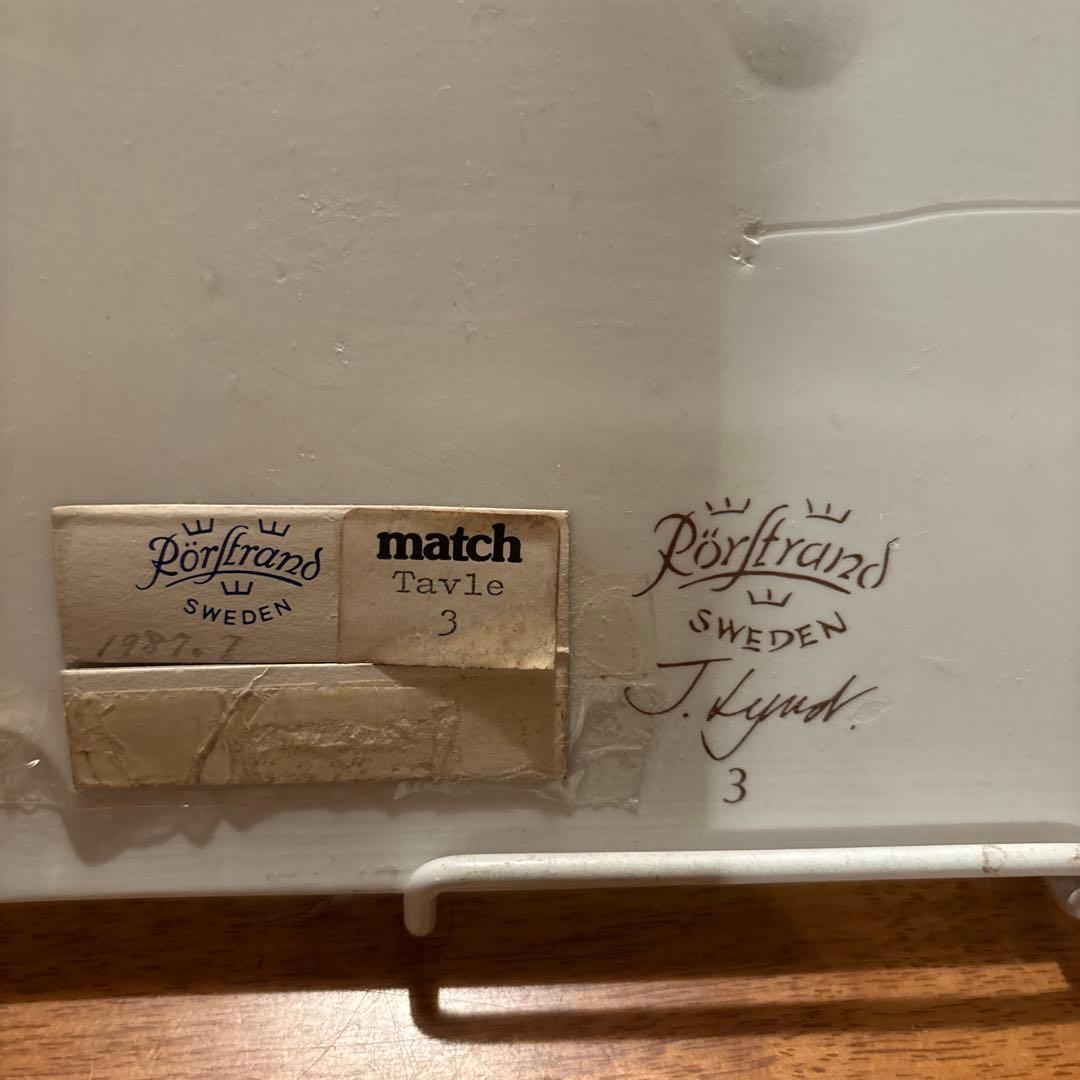 Rörstrand
SWEDEN
1987.7
match
Tavle
3
Rörstrand
SWEDEN
J. Lynd.
3